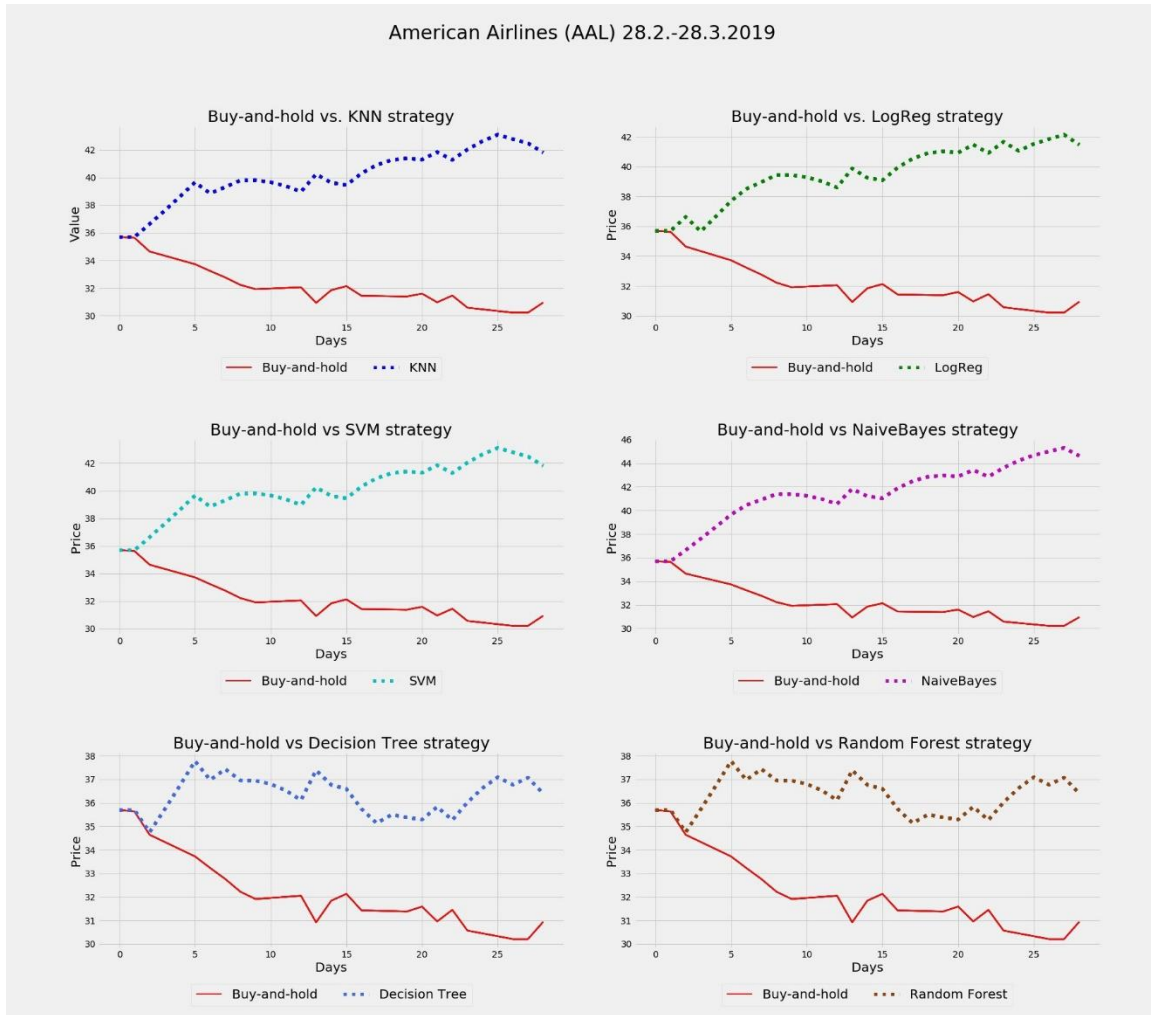 American Airlines (AAL) 28.2.-28.3.2019
Buy-and-hold vs. KNN strategy
Value
42
40
38
36
34
32
30
0 5 10 15 20 25
Days
Buy-and-hold KNN
Buy-and-hold vs. LogReg strategy
Price
42
40
38
36
34
32
30
0 5 10 15 20 25
Days
Buy-and-hold LogReg
Buy-and-hold vs SVM strategy
Price
42
40
38
36
34
32
30
0 5 10 15 20 25
Days
Buy-and-hold SVM
Buy-and-hold vs NaiveBayes strategy
Price
46
44
42
40
38
36
34
32
30
0 5 10 15 20 25
Days
Buy-and-hold NaiveBayes
Buy-and-hold vs Decision Tree strategy
Price
38
37
36
35
34
33
32
31
30
0 5 10 15 20 25
Days
Buy-and-hold Decision Tree
Buy-and-hold vs Random Forest strategy
Price
38
37
36
35
34
33
32
31
30
0 5 10 15 20 25
Days
Buy-and-hold Random Forest